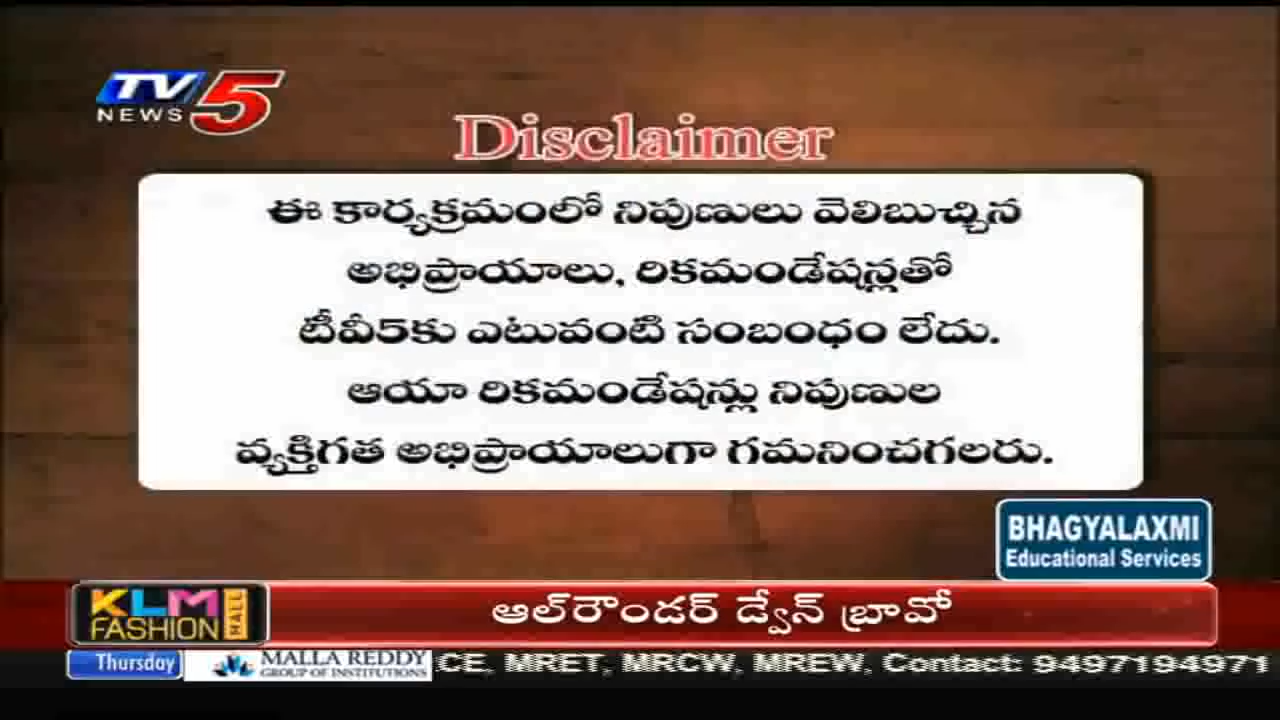 TV5
NEWS
Disclaimer
ఈ కార్యక్రమంలో నిపుణులు వెలిబుచ్చిన
అభిప్రాయాలు, రికమండేషన్లతో
టీవీ5కు ఎటువంటి సంబంధం లేదు.
ఆయా రికమండేషన్లు నిపుణుల
వ్యక్తిగత అభిప్రాయాలుగా గమనించగలరు.
BHAGYALAXMI
Educational Services
KLM
FASHION MALL
ఆల్‌రౌండర్ డ్వేన్ బ్రావో
Thursday
MALLA REDDY
GROUP OF INSTITUTIONS
CE, MRET, MRCW, MREW, Contact: 9497194971